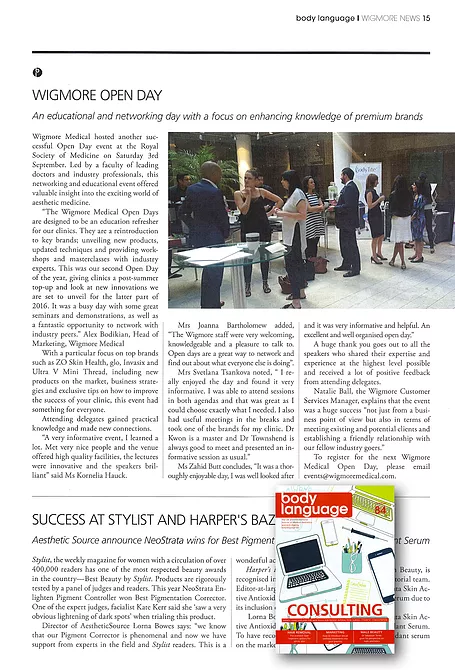 body language I WIGMORE NEWS 15
WIGMORE OPEN DAY
An educational and networking day with a focus on enhancing knowledge of premium brands
Wigmore Medical hosted another suc-
cessful Open Day event at the Royal
Society of Medicine on Saturday 3rd
September. Led by a faculty of leading
doctors and industry professionals, this
networking and educational event offered
valuable insight into the exciting world of
aesthetic medicine.
"The Wigmore Medical Open Days
are designed to be an education refresher
for our clinics. They are a reintroduction
to key brands; unveiling new products,
updated techniques and providing work-
shops and masterclasses with industry
experts. This was our second Open Day
of the Year, giving clinics a post-summer
top-up and look at new innovations we
are set to unveil for the latter part of
2016. It was a busy day with some great
seminars and demonstrations, as well as
a fantastic opportunity to network with
industry peers." Alex Bodikian, Head of
Marketing, Wigmore Medical
With a particular focus on top brands
such as ZO Skin Health, glo, Invasix and
Ultra V Mini Thread, including new
products on the market, business strate-
gies and exclusive tips on how to improve
the success of your clinic, this event had
something for everyone.
Attending delegates gained practical
knowledge and made new connections.
"A very informative event, I learned a
lot. Met very nice people and the venue
offered high quality facilities, the lectures
were innovative and the speakers bril-
liant" said Ms Kornelia Hauck.
Mrs Joanna Bartholomew added,
"The Wigmore staff were very welcoming,
knowledgeable and a pleasure to talk to.
Open days are a great way to network and
find out about what everyone else is doing".
Mrs Svetlana Tsankova noted, " I re-
ally enjoyed the day and found it very
informative. I was able to attend sessions
in both agendas and that was great as I
could choose exactly what I needed. I also
had useful meetings in the breaks and
took one of the brands for my clinic. Dr
Kwon is a master and Dr Townshend is
always good to meet and presented an in-
formative session as usual."
Ms Zahid Butt concludes, "It was a thor-
oughly enjoyable day, I was well looked after
and it was very informative and helpful. An
excellent and well organised open day."
A huge thank you goes out to all the
speakers who shared their expertise and
experience at the highest level possible
and received a lot of positive feedback
from attending delegates.
Natalie Ball, the Wigmore Customer
Services Manager, explains that the event
was a huge success "not just from a busi-
ness point of view but also in terms of
meeting existing and potential clients and
establishing a friendly relationship with
our fellow industry goers."
To register for the next Wigmore
Medical Open Day, please email
events@wigmoremedical.com.
SUCCESS AT STYLIST AND HARPER'S BAZ
Aesthetic Source announce NeoStrata wins for Best Pigment
nt Serum
Stylist, the weekly magazine for women with a circulation of over
400,000 readers has one of the most respected beauty awards
in the country—Best Beauty by Stylist. Products are rigorously
tested by a panel of judges and readers. This year NeoStrata En-
lighten Pigment Controller won Best Pigmentation Corrector.
One of the expert judges, facialist Kate Kerr said she 'saw a very
obvious lightening of dark spots' when trialing this product.
Director of AestheticSource Lorna Bowes says: "we know
that our Pigment Corrector is phenomenal and now we have
support from experts in the field and Stylist readers. This is a
wonderful ac
Harper's
recognised in
Editor-at-larg
tive Antioxid
its inclusion
Lorna Bo
tive Antioxid
To have reco
on the marke
Beauty, is
torial team.
ta Skin Ac-
rum due to
ta Skin Ac-
lant Serum.
dant serum
body
language
84
CONSULTING